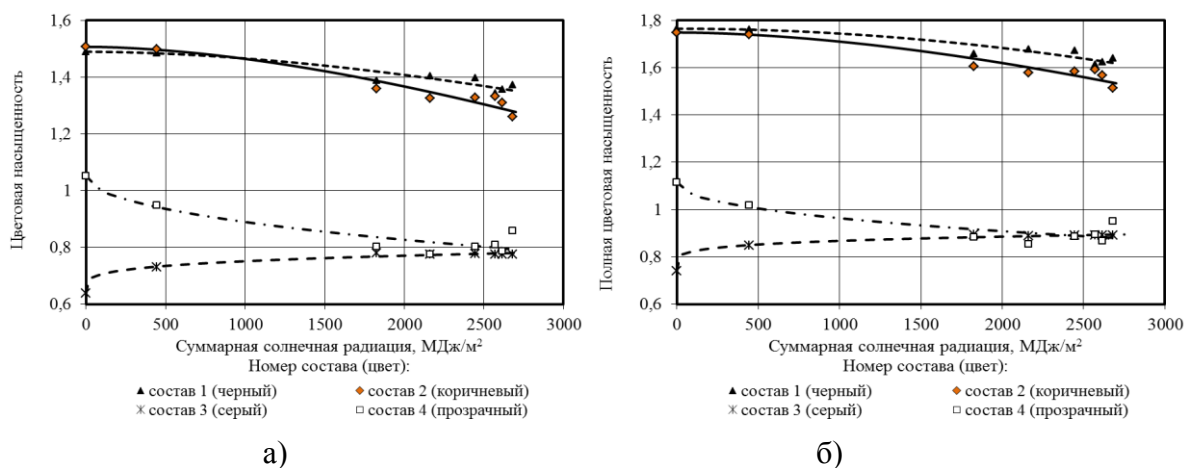 Цветовая насыщенность
1,6
1,4
1,2
1
0,8
0,6
0 500 1000 1500 2000 2500 3000
Суммарная солнечная радиация, МДж/м²
Номер состава (цвет):
состав 1 (черный) состав 2 (коричневый)
состав 3 (серый) состав 4 (прозрачный)
а)
Полная цветовая насыщенность
1,8
1,6
1,4
1,2
1
0,8
0,6
0 500 1000 1500 2000 2500 3000
Суммарная солнечная радиация, МДж/м²
Номер состава (цвет):
состав 1 (черный) состав 2 (коричневый)
состав 3 (серый) состав 4 (прозрачный)
б)